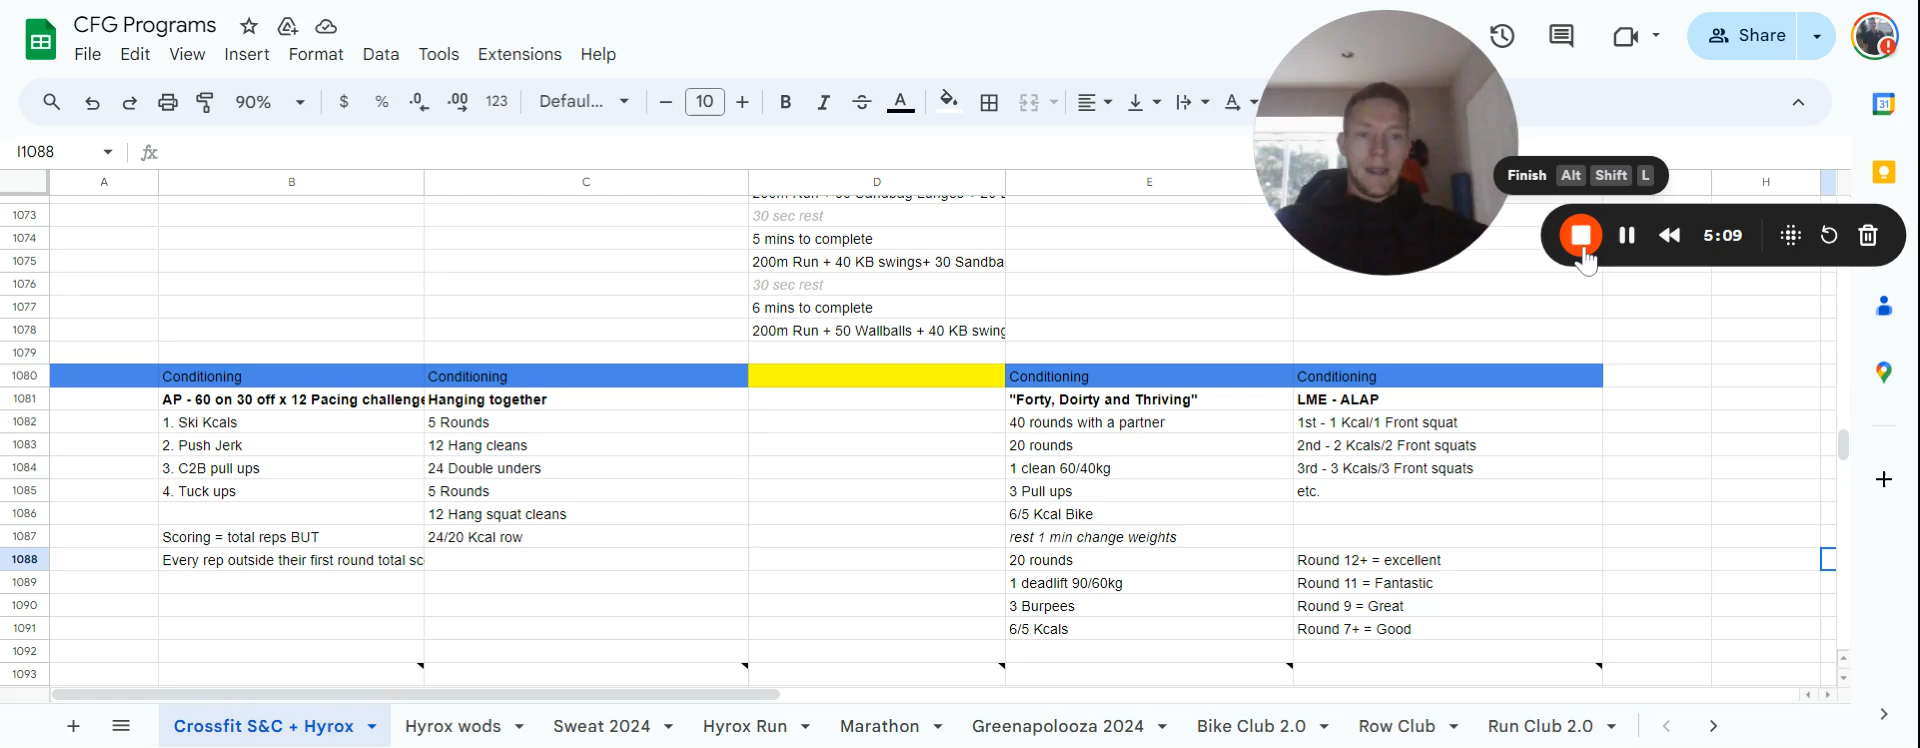 CFG Programs
File Edit View Insert Format Data Tools Extensions Help
Share
90% $ % .0 .00 123 Defaul... − 10 + B I A A
Finish Alt Shift L
5:09
31
I1088 fx
A B C D E H
1073 30 sec rest
1074 5 mins to complete
1075 200m Run + 40 KB swings+ 30 Sandba
1076 30 sec rest
1077 6 mins to complete
1078 200m Run + 50 Wallballs + 40 KB swing
1079
1080 Conditioning Conditioning Conditioning Conditioning
1081 AP - 60 on 30 off x 12 Pacing challenge Hanging together "Forty, Doirty and Thriving" LME - ALAP
1082 1. Ski Kcals 5 Rounds 40 rounds with a partner 1st - 1 Kcal/1 Front squat
1083 2. Push Jerk 12 Hang cleans 20 rounds 2nd - 2 Kcals/2 Front squats
1084 3. C2B pull ups 24 Double unders 1 clean 60/40kg 3rd - 3 Kcals/3 Front squats
1085 4. Tuck ups 5 Rounds 3 Pull ups etc.
1086 12 Hang squat cleans 6/5 Kcal Bike
1087 Scoring = total reps BUT 24/20 Kcal row rest 1 min change weights
1088 Every rep outside their first round total sc 20 rounds Round 12+ = excellent
1089 1 deadlift 90/60kg Round 11 = Fantastic
1090 3 Burpees Round 9 = Great
1091 6/5 Kcals Round 7+ = Good
1092
1093
Crossfit S&C + Hyrox Hyrox wods Sweat 2024 Hyrox Run Marathon Greenapolooza 2024 Bike Club 2.0 Row Club Run Club 2.0